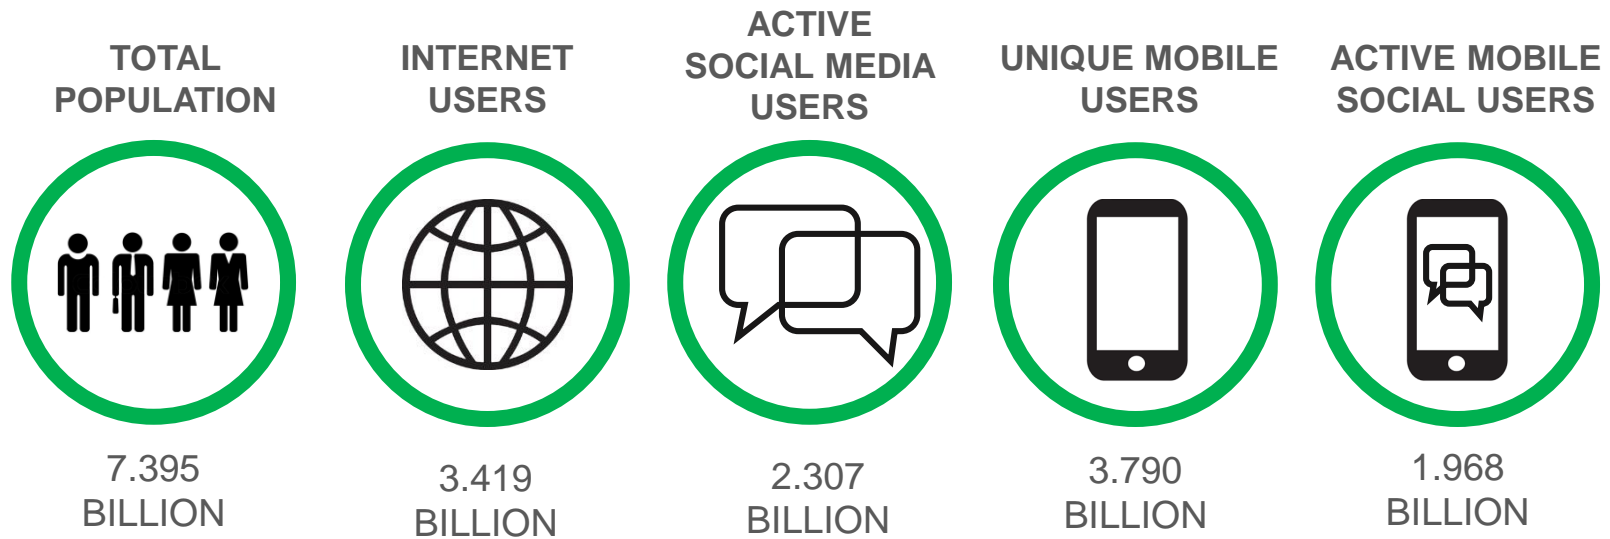 TOTAL
POPULATION
7.395
BILLION
INTERNET
USERS
3.419
BILLION
ACTIVE
SOCIAL MEDIA
USERS
2.307
BILLION
UNIQUE MOBILE
USERS
3.790
BILLION
ACTIVE MOBILE
SOCIAL USERS
1.968
BILLION